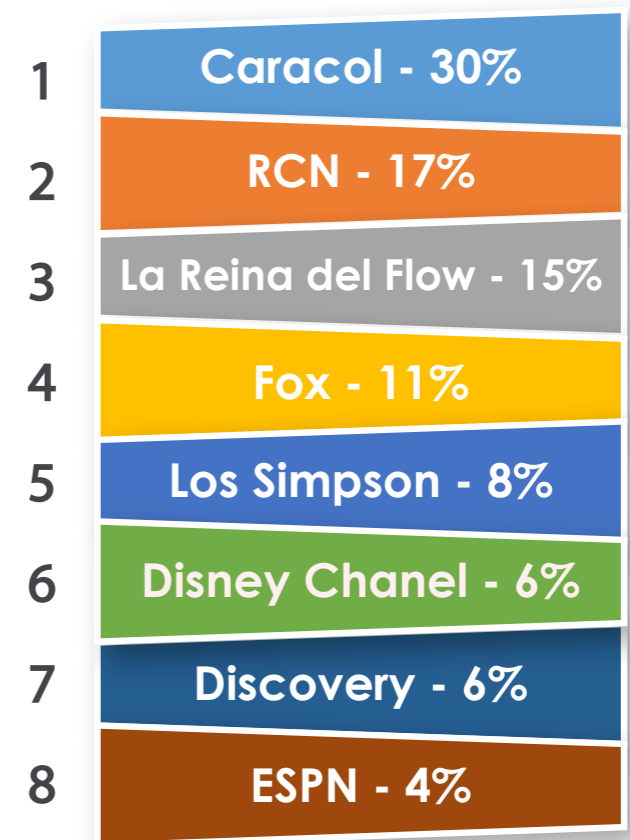 1 Caracol - 30%
2 RCN - 17%
3 La Reina del Flow - 15%
4 Fox - 11%
5 Los Simpson - 8%
6 Disney Chanel - 6%
7 Discovery - 6%
8 ESPN - 4%